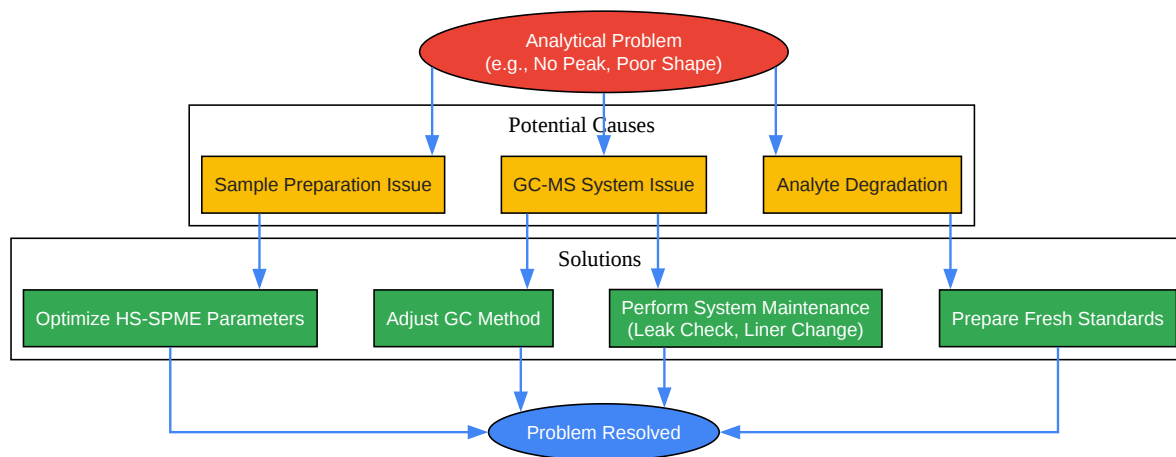 Analytical Problem
(e.g., No Peak, Poor Shape)
Potential Causes
Sample Preparation Issue
GC-MS System Issue
Analyte Degradation
Solutions
Optimize HS-SPME Parameters
Adjust GC Method
Perform System Maintenance
(Leak Check, Liner Change)
Prepare Fresh Standards
Problem Resolved